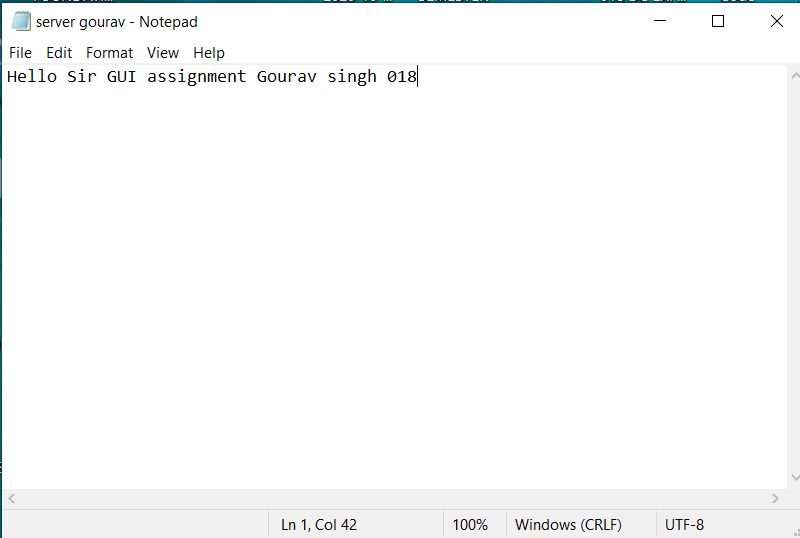 server gourav - Notepad
File Edit Format View Help
Hello Sir GUI assignment Gourav singh 018
Ln 1, Col 42 100% Windows (CRLF) UTF-8